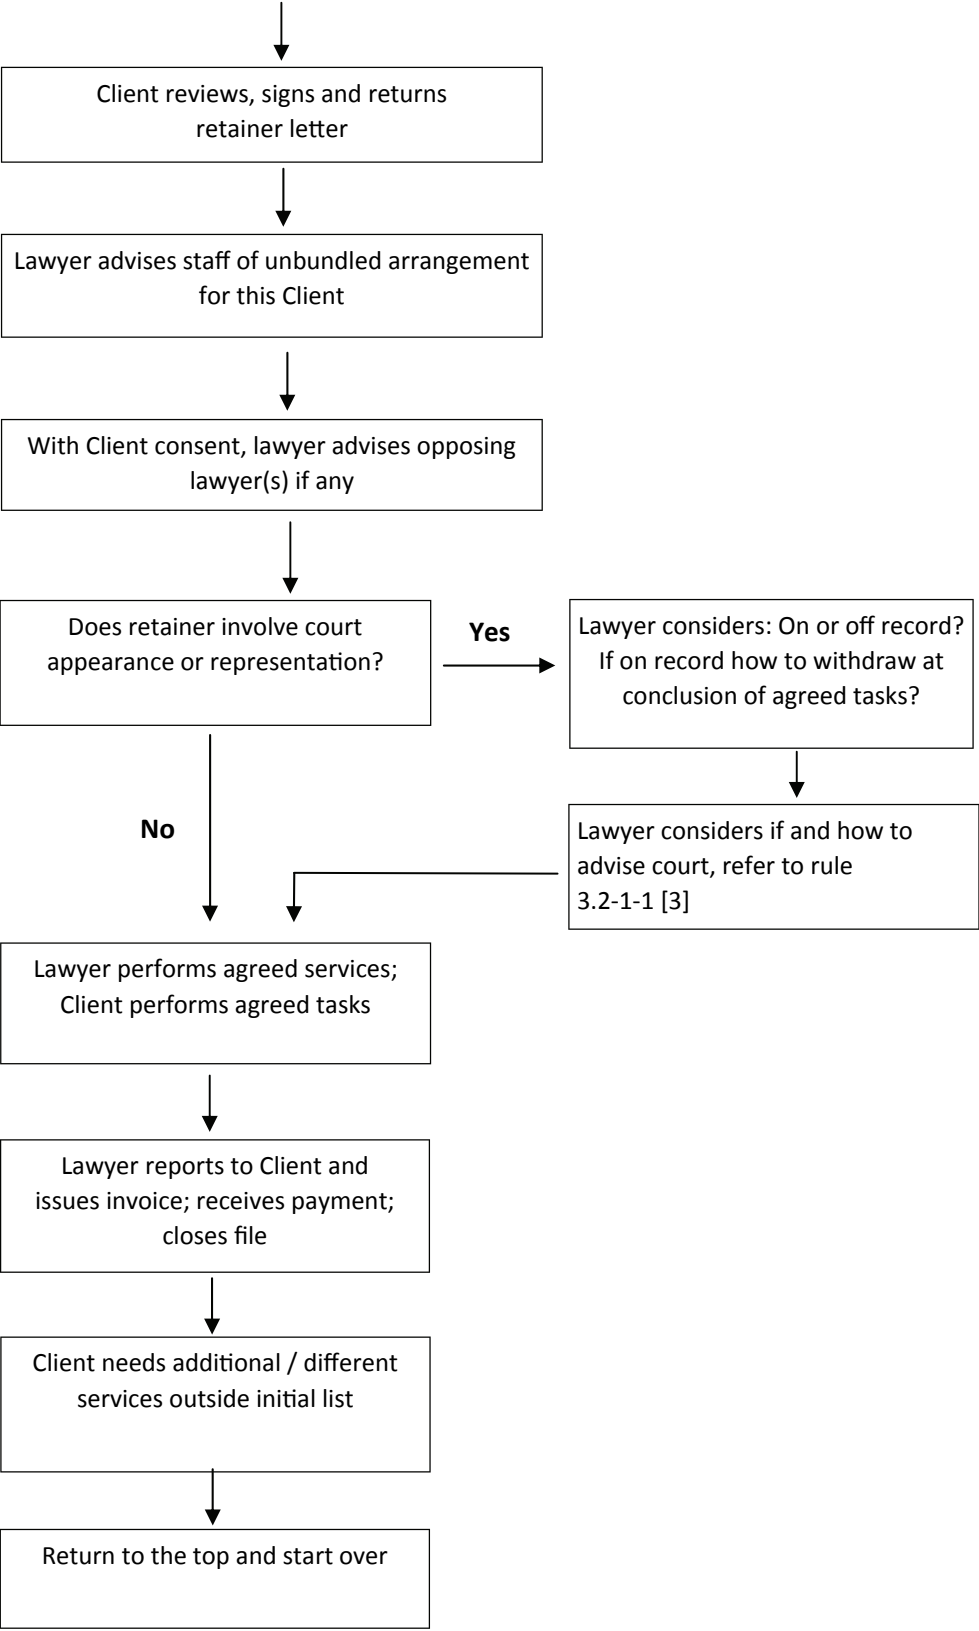 Client reviews, signs and returns
retainer letter
Lawyer advises staff of unbundled arrangement
for this Client
With Client consent, lawyer advises opposing
lawyer(s) if any
Does retainer involve court
appearance or representation?
Yes
Lawyer considers: On or off record?
If on record how to withdraw at
conclusion of agreed tasks?
No
Lawyer considers if and how to
advise court, refer to rule
3.2-1-1 [3]
Lawyer performs agreed services;
Client performs agreed tasks
Lawyer reports to Client and
issues invoice; receives payment;
closes file
Client needs additional / different
services outside initial list
Return to the top and start over